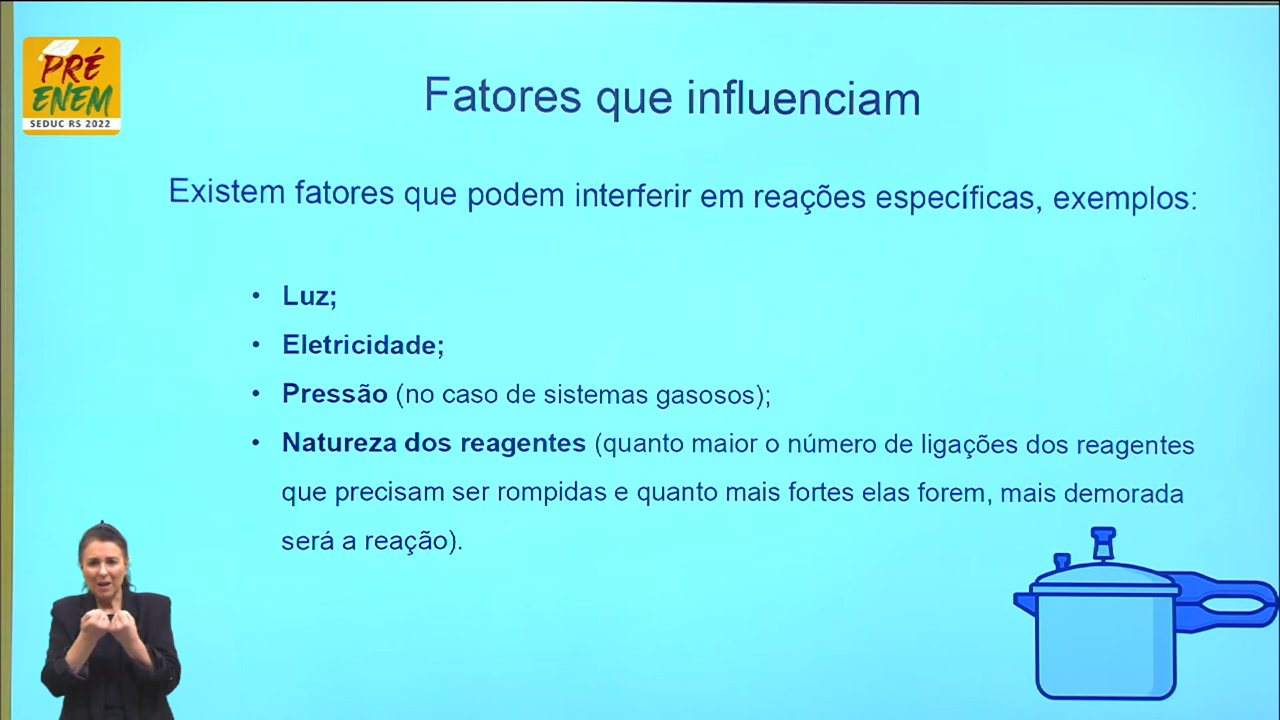 PRÉ
ENEM
SEDUC RS 2022
Fatores que influenciam
Existem fatores que podem interferir em reações específicas, exemplos:
• Luz;
• Eletricidade;
• Pressão (no caso de sistemas gasosos);
• Natureza dos reagentes (quanto maior o número de ligações dos reagentes
que precisam ser rompidas e quanto mais fortes elas forem, mais demorada
será a reação).